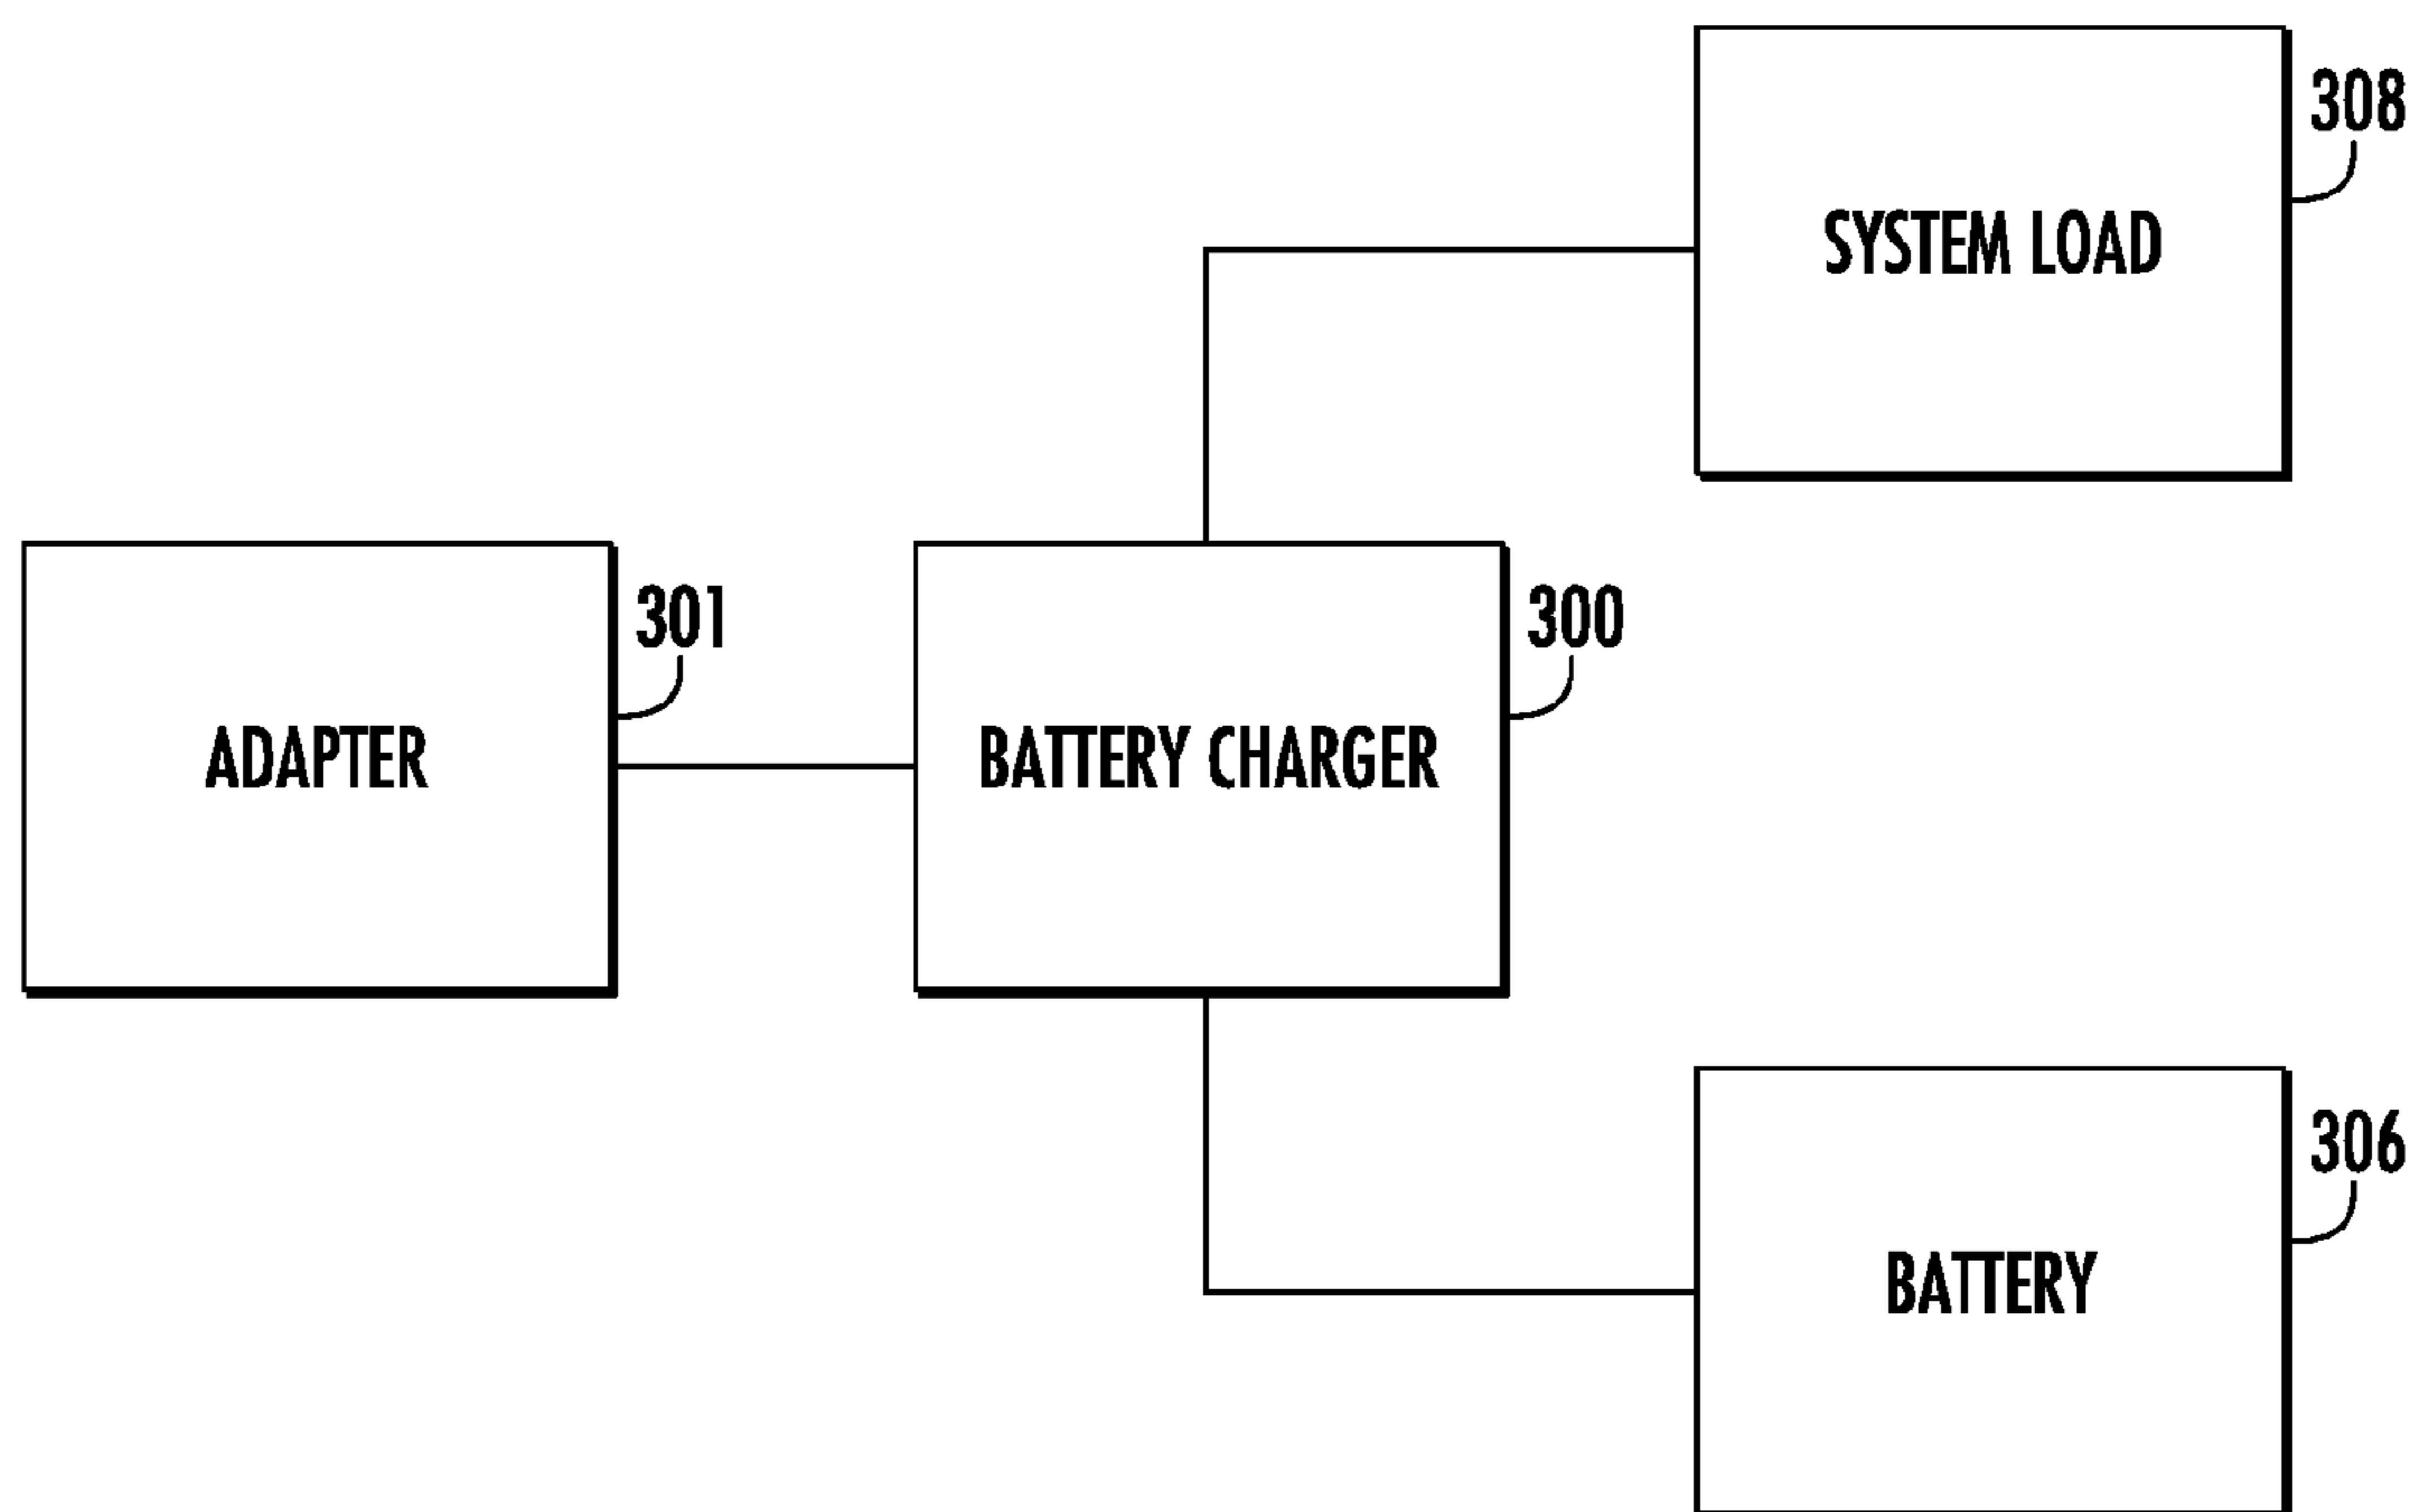 308
SYSTEM LOAD
301
300
ADAPTER
BATTERY CHARGER
306
BATTERY